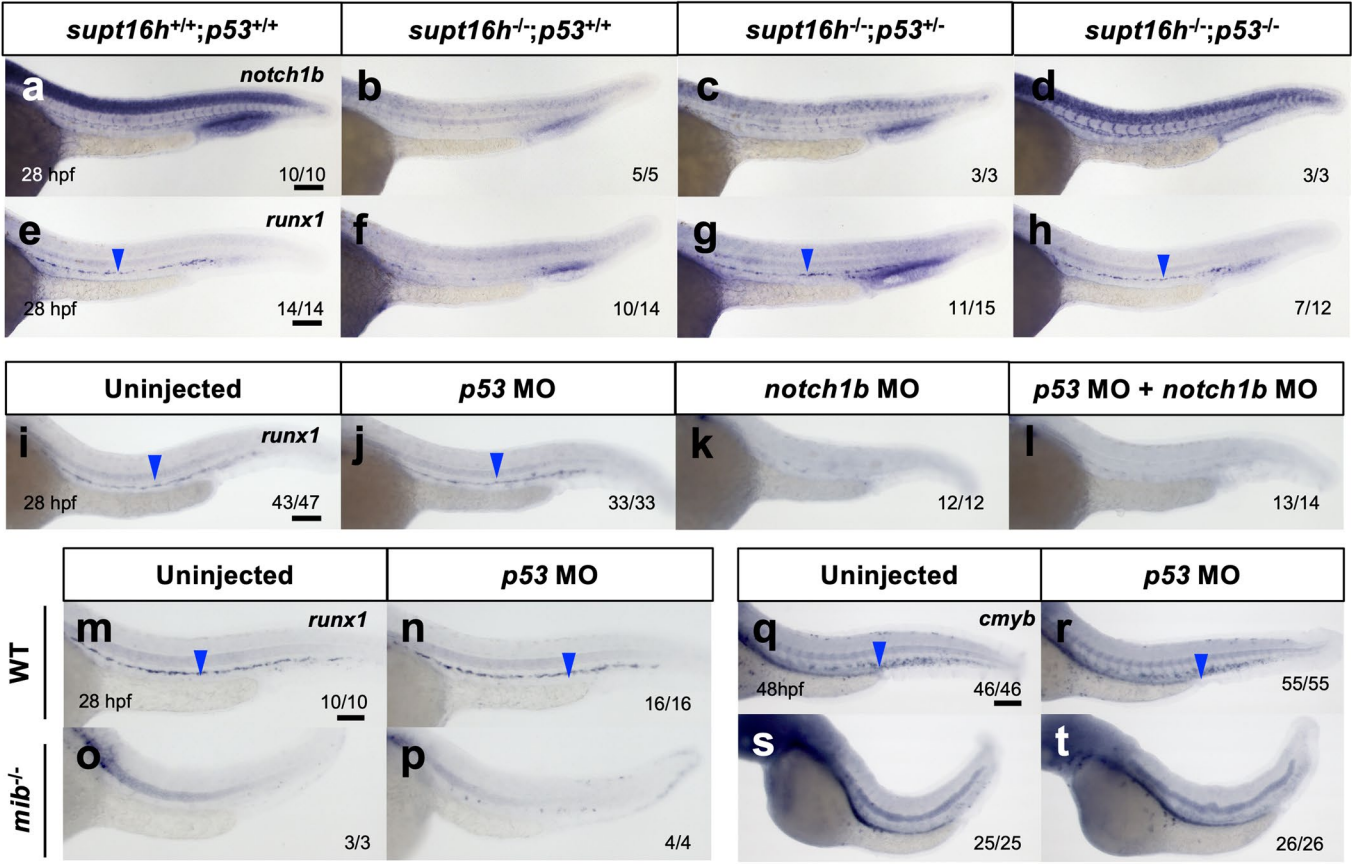 supt16h+/+;p53+/+ supt16h-/-;p53+/+ supt16h-/-;p53+/- supt16h-/-;p53-/-
a notch1b b c d
28 hpf 10/10 5/5 3/3 3/3
e runx1 f g h
28 hpf 14/14 10/14 11/15 7/12
Uninjected p53 MO notch1b MO p53 MO + notch1b MO
i runx1 j k l
28 hpf 43/47 33/33 12/12 13/14
Uninjected p53 MO Uninjected p53 MO
WT m runx1 n q cmyb r
28 hpf 10/10 16/16 48hpf 46/46 55/55
mib-/- o p s t
3/3 4/4 25/25 26/26